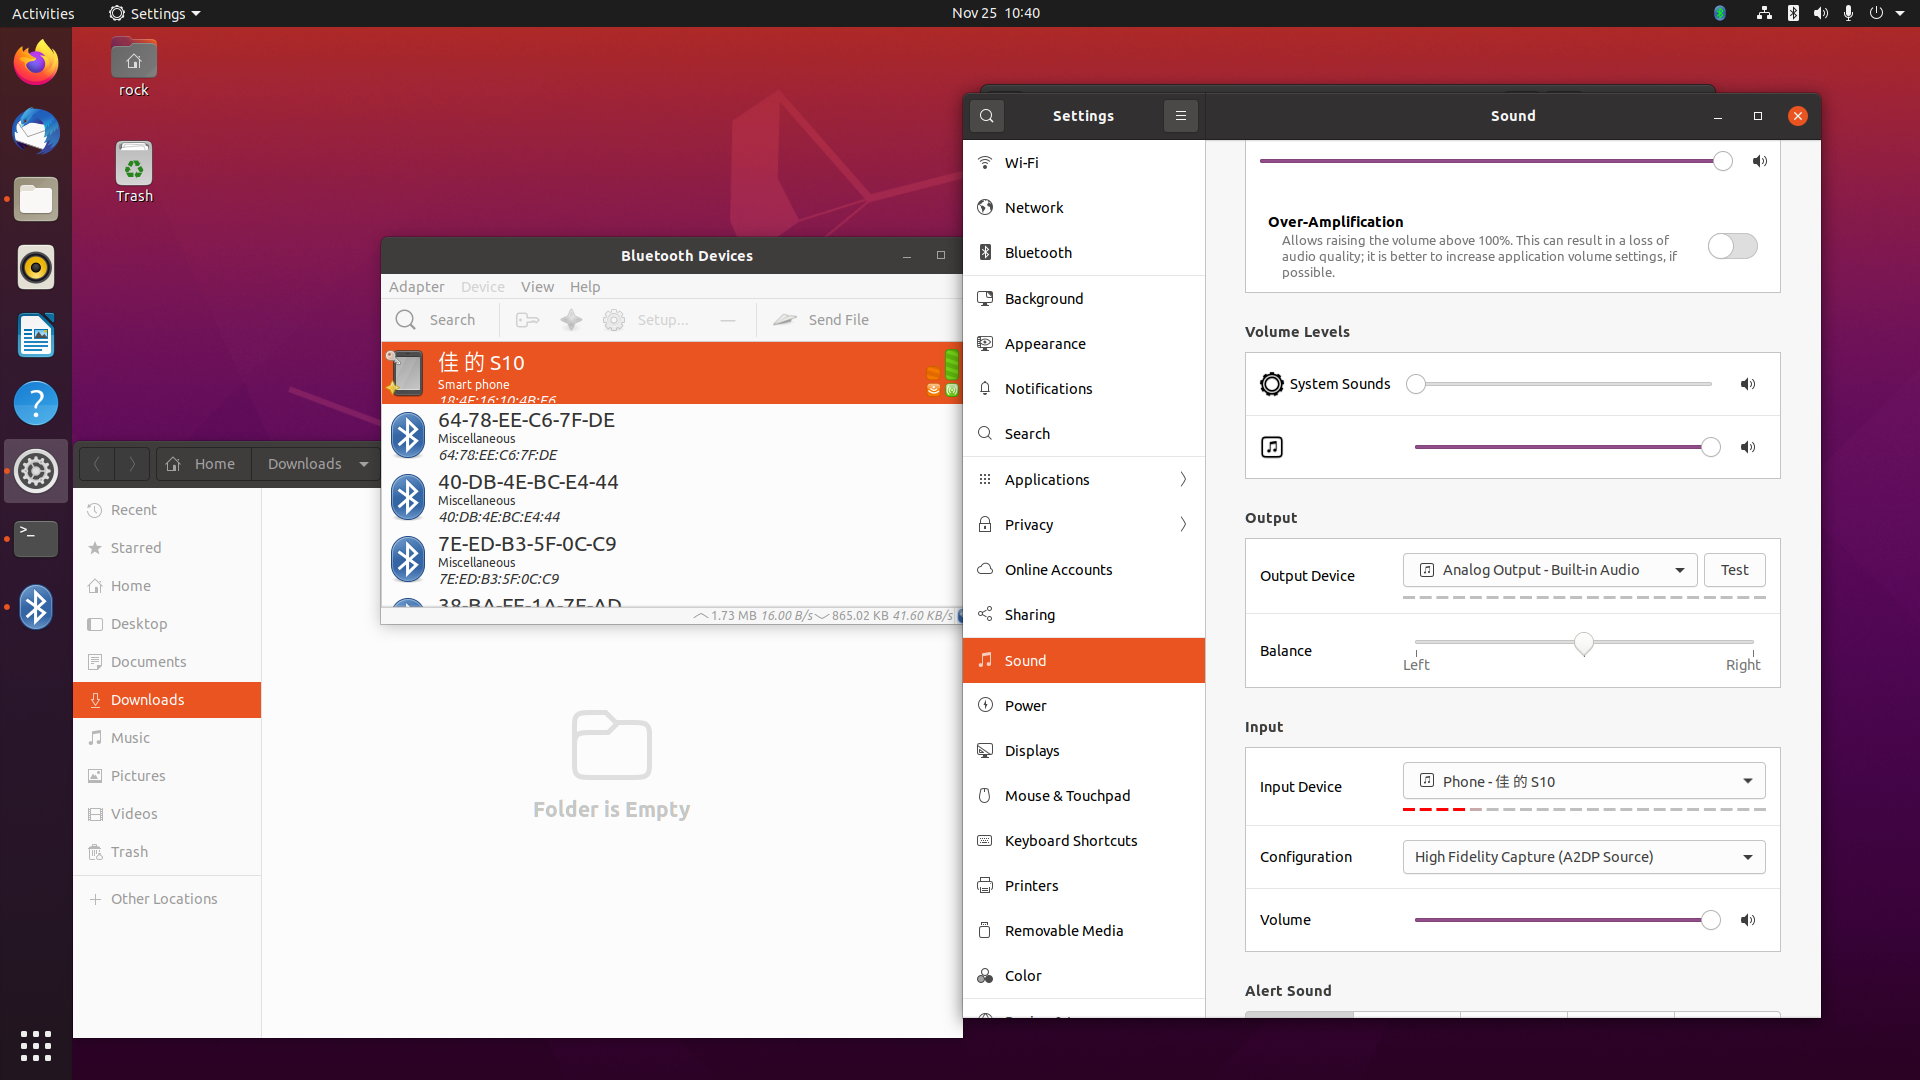 Activities
Settings
Nov 25 10:40
rock
Trash
Bluetooth Devices
Adapter Device View Help
Search
Setup...
Send File
佳 的 S10
Smart phone
18:4E:16:10:4B:E6
64-78-EE-C6-7F-DE
Miscellaneous
64:78:EE:C6:7F:DE
40-DB-4E-BC-E4-44
Miscellaneous
40:DB:4E:BC:E4:44
7E-ED-B3-5F-0C-C9
Miscellaneous
7E:ED:B3:5F:0C:C9
1.73 MB 16.00 B/s 865.02 KB 41.60 KB/s
Home
Downloads
Recent
Starred
Home
Desktop
Documents
Downloads
Music
Pictures
Videos
Trash
Other Locations
Folder is Empty
Settings
Sound
Wi-Fi
Network
Bluetooth
Background
Appearance
Notifications
Search
Applications
Privacy
Online Accounts
Sharing
Sound
Power
Displays
Mouse & Touchpad
Keyboard Shortcuts
Printers
Removable Media
Color
Over-Amplification
Allows raising the volume above 100%. This can result in a loss of
audio quality; it is better to increase application volume settings, if
possible.
Volume Levels
System Sounds
Output
Output Device
Analog Output - Built-in Audio
Test
Balance
Left
Right
Input
Input Device
Phone - 佳 的 S10
Configuration
High Fidelity Capture (A2DP Source)
Volume
Alert Sound